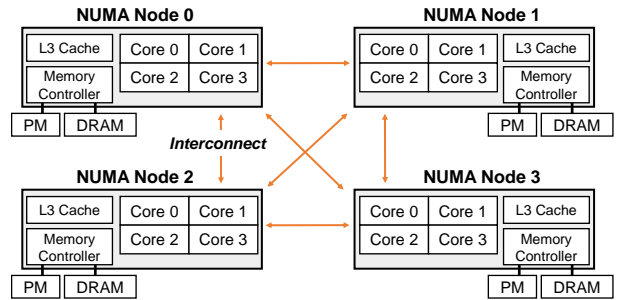 NUMA Node 0
L3 Cache
Core 0
Core 1
Memory
Controller
Core 2
Core 3
PM
DRAM
NUMA Node 1
Core 0
Core 1
L3 Cache
Core 2
Core 3
Memory
Controller
PM
DRAM
Interconnect
NUMA Node 2
L3 Cache
Core 0
Core 1
Memory
Controller
Core 2
Core 3
PM
DRAM
NUMA Node 3
Core 0
Core 1
L3 Cache
Core 2
Core 3
Memory
Controller
PM
DRAM